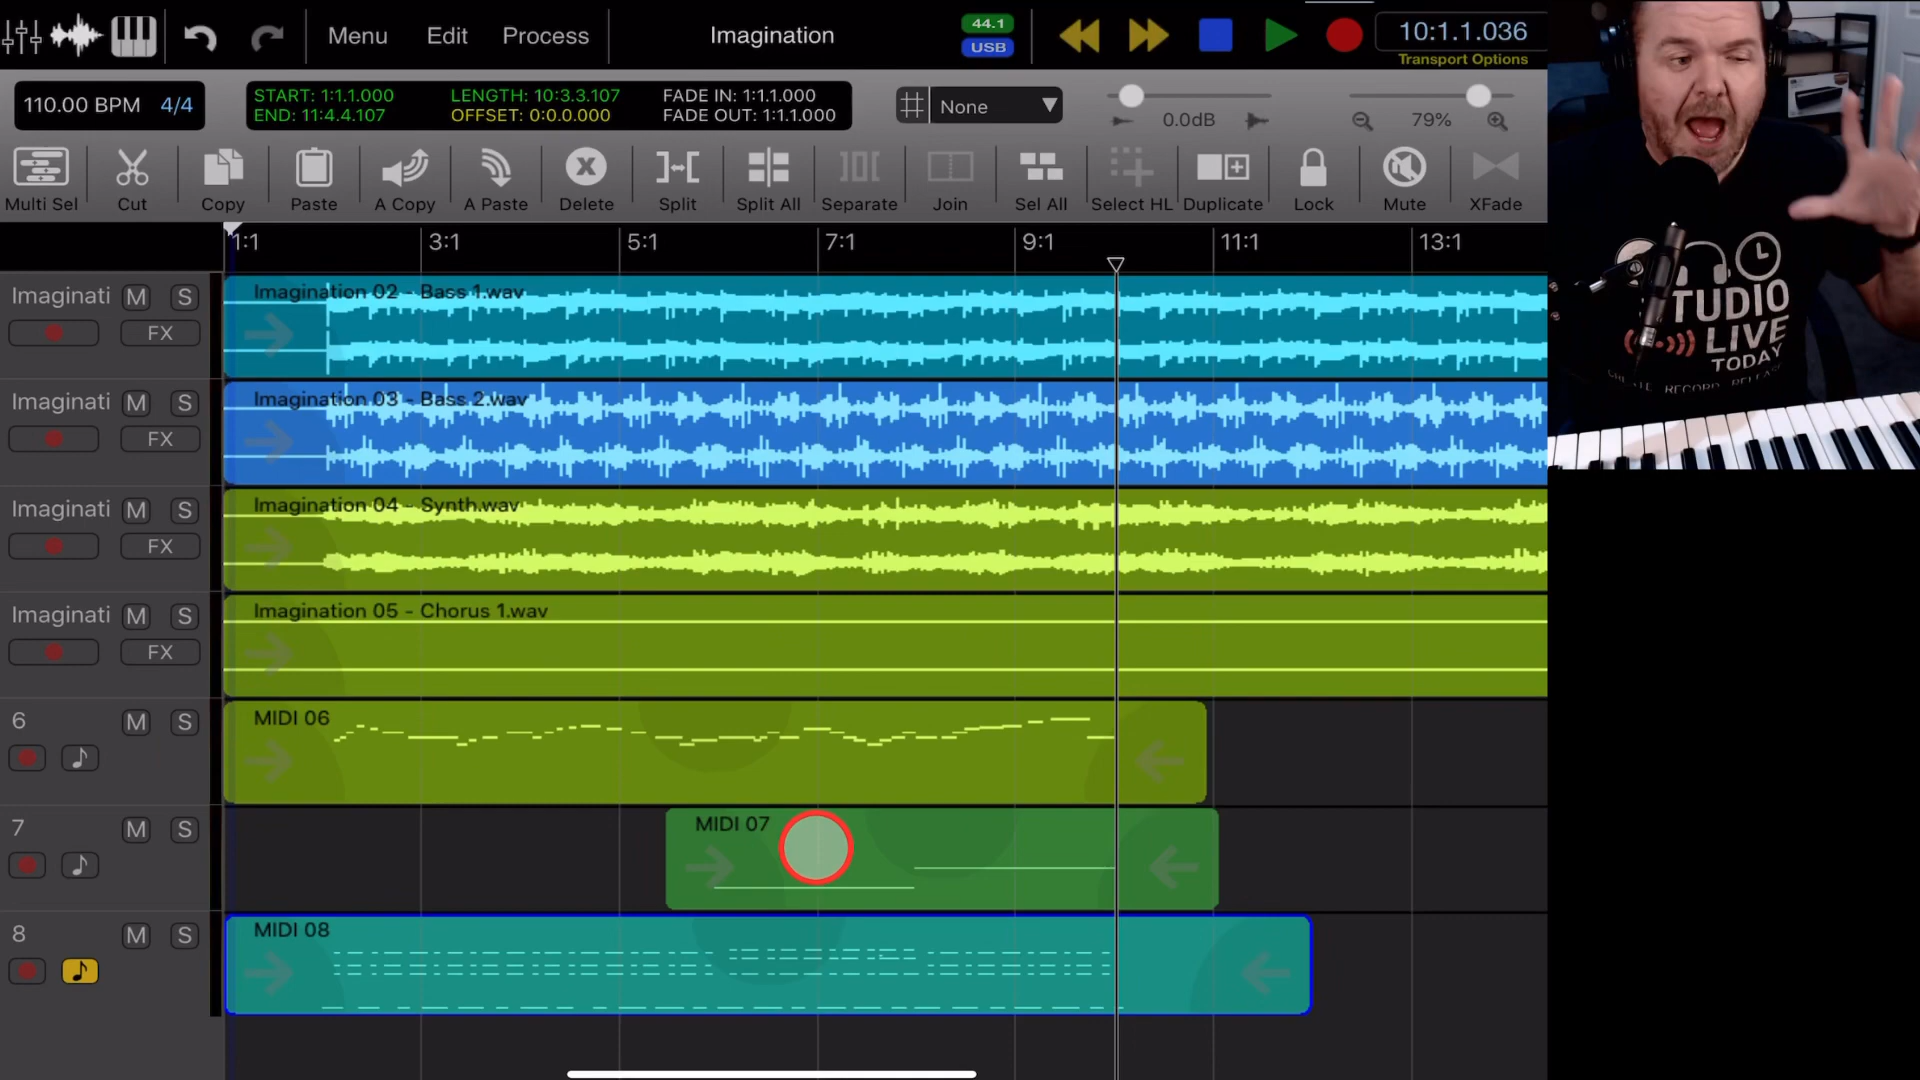 Menu Edit Process Imagination 44.1 USB 10:1.1.036
Transport Options
110.00 BPM 4/4
START: 1:1.1.000 LENGTH: 10:3.3.107 FADE IN: 1:1.1.000
END: 11:4.4.107 OFFSET: 0:0.0.000 FADE OUT: 1:1.1.000
None
0.0dB
79%
Multi Sel Cut Copy Paste A Copy A Paste Delete Split Split All Separate Join Sel All Select HL Duplicate Lock Mute XFade
1:1 3:1 5:1 7:1 9:1 11:1 13:1
Imaginati M S
FX
Imagination 02 - Bass 1.wav
Imaginati M S
FX
Imagination 03 - Bass 2.wav
Imaginati M S
FX
Imagination 04 - Synth.wav
Imaginati M S
FX
Imagination 05 - Chorus 1.wav
6 M S
MIDI 06
7 M S
MIDI 07
8 M S
MIDI 08
TUDIO
LIVE
TODAY
RECORD